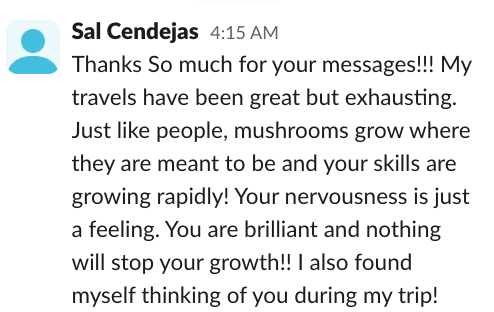 Sal Cendejas 4:15 AM
Thanks So much for your messages!!! My
travels have been great but exhausting.
Just like people, mushrooms grow where
they are meant to be and your skills are
growing rapidly! Your nervousness is just
a feeling. You are brilliant and nothing
will stop your growth!! I also found
myself thinking of you during my trip!